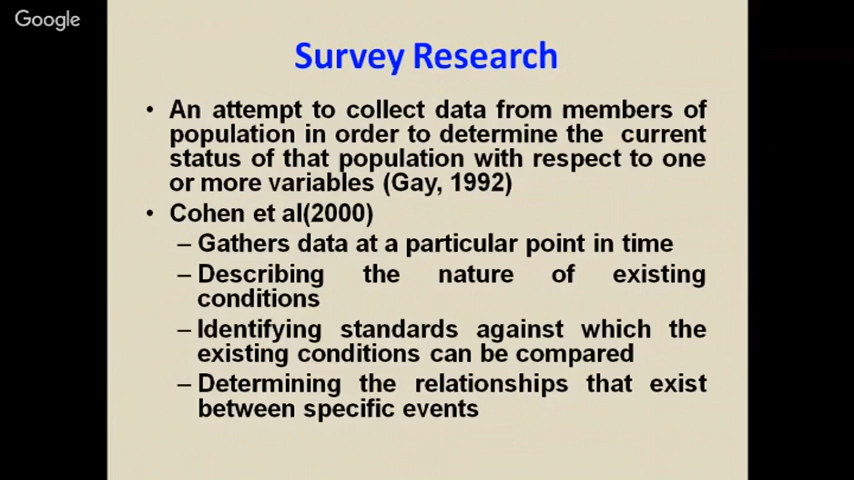 Google
Survey Research
• An attempt to collect data from members of
population in order to determine the current
status of that population with respect to one
or more variables (Gay, 1992)
• Cohen et al(2000)
– Gathers data at a particular point in time
– Describing the nature of existing
conditions
– Identifying standards against which the
existing conditions can be compared
– Determining the relationships that exist
between specific events